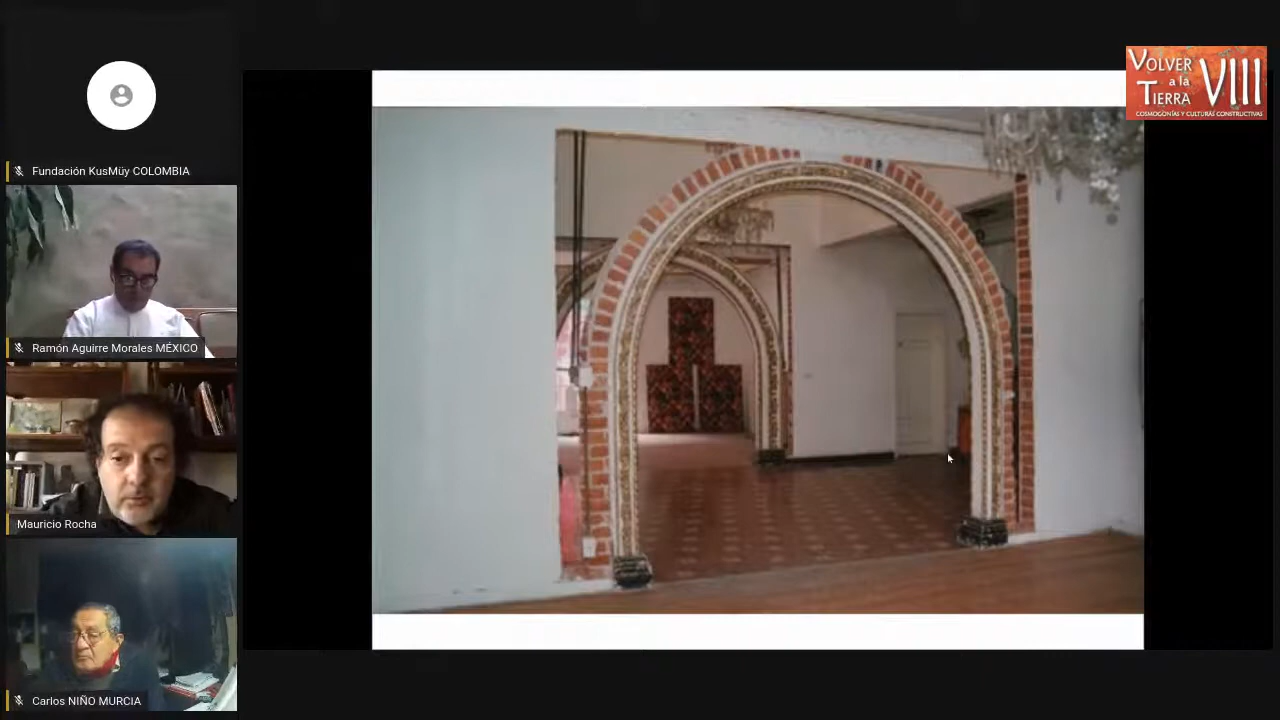 VOLVER
a la
TIERRA
VIII
COSMOGONÍAS Y CULTURAS CONSTRUCTIVAS
Fundación KusMüy COLOMBIA
Ramón Aguirre Morales MÉXICO
Mauricio Rocha
Carlos NIÑO MURCIA